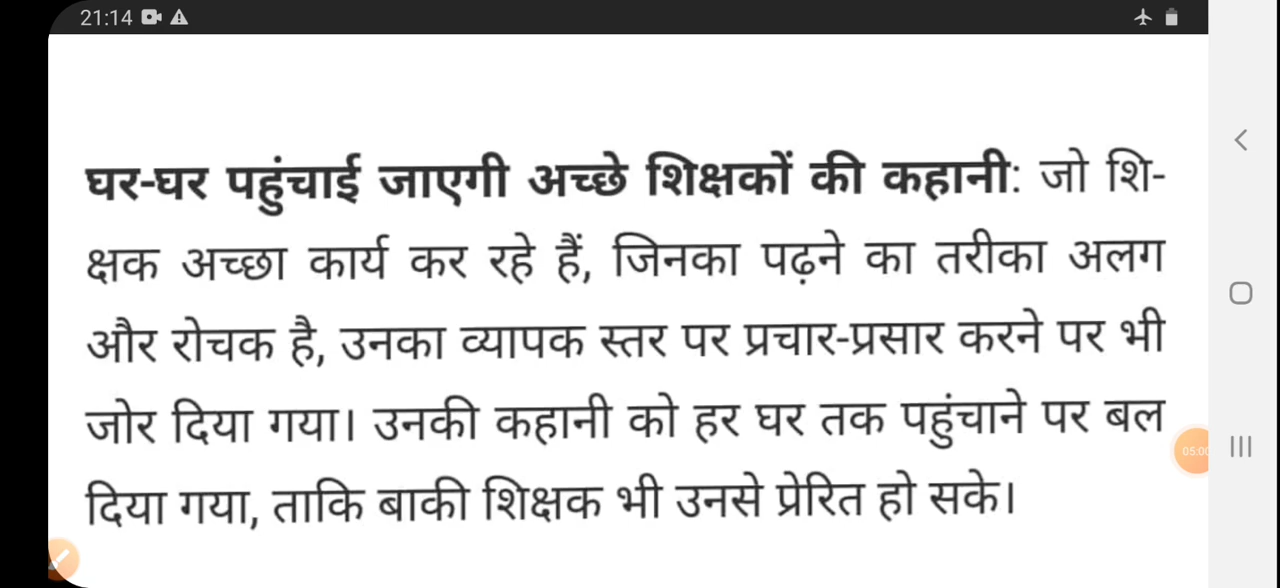 21:14
घर-घर पहुंचाई जाएगी अच्छे शिक्षकों की कहानी: जो शि-
क्षक अच्छा कार्य कर रहे हैं, जिनका पढ़ने का तरीका अलग
और रोचक है, उनका व्यापक स्तर पर प्रचार-प्रसार करने पर भी
जोर दिया गया। उनकी कहानी को हर घर तक पहुंचाने पर बल
05:00
दिया गया, ताकि बाकी शिक्षक भी उनसे प्रेरित हो सके।